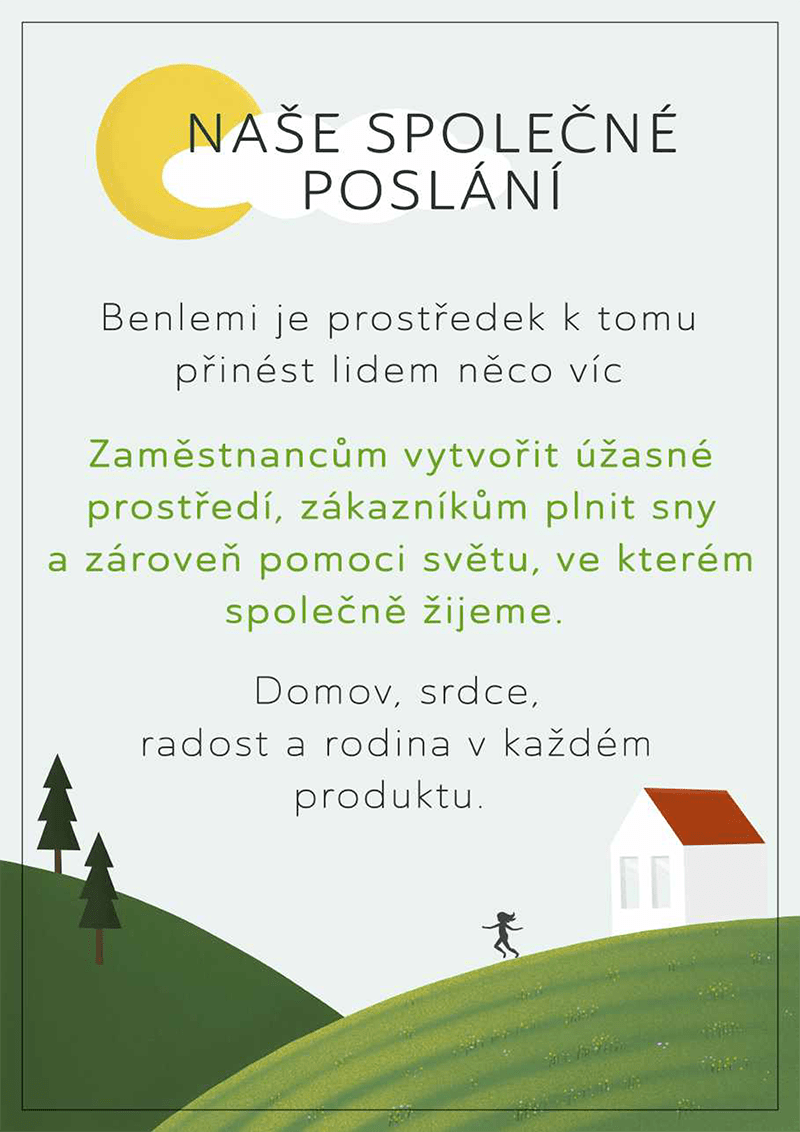 NAŠE SPOLEČNÉ
POSLÁNÍ
Benlemi je prostředek k tomu
přinést lidem něco víc
Zaměstnancům vytvořit úžasné
prostředí, zákazníkům plnit sny
a zároveň pomoci světu, ve kterém
společně žijeme.
Domov, srdce,
radost a rodina v každém
produktu.